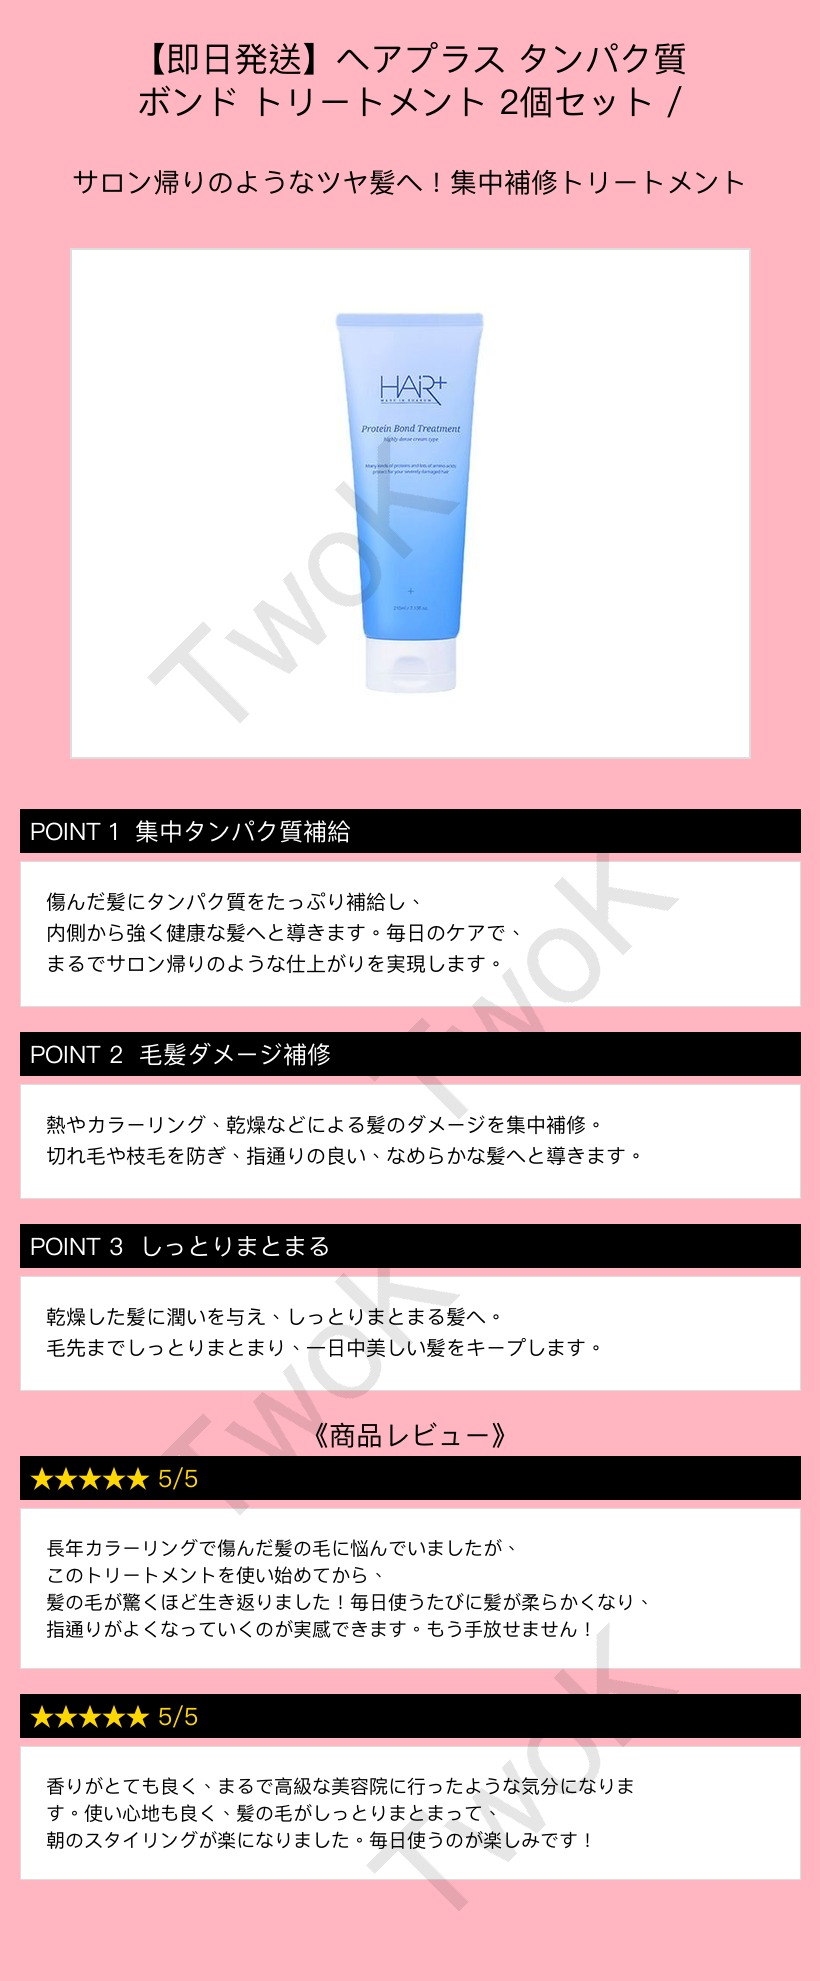 【即日発送】ヘアプラス タンパク質
ボンド トリートメント 2個セット /
サロン帰りのようなツヤ髪へ！集中補修トリートメント
HAiR+
Protein Bond Treatment
highly dense cream type
Many kinds of proteins and lots of amino acids
protect for your severely damaged hair
+
TwoK
POINT 1 集中タンパク質補給
傷んだ髪にタンパク質をたっぷり補給し、
内側から強く健康な髪へと導きます。毎日のケアで、
まるでサロン帰りのような仕上がりを実現します。
TwoK
POINT 2 毛髪ダメージ補修
熱やカラーリング、乾燥などによる髪のダメージを集中補修。
切れ毛や枝毛を防ぎ、指通りの良い、なめらかな髪へと導きます。
POINT 3 しっとりまとまる
乾燥した髪に潤いを与え、しっとりまとまる髪へ。
毛先までしっとりまとまり、一日中美しい髪をキープします。
TwoK
《商品レビュー》
★★★★★ 5/5
長年カラーリングで傷んだ髪の毛に悩んでいましたが、
このトリートメントを使い始めてから、
髪の毛が驚くほど生き返りました！毎日使うたびに髪が柔らかくなり、
指通りがよくなっていくのが実感できます。もう手放せません！
★★★★★ 5/5
TwoK
香りがとても良く、まるで高級な美容院に行ったような気分になりま
す。使い心地も良く、髪の毛がしっとりまとまって、
朝のスタイリングが楽になりました。毎日使うのが楽しみです！